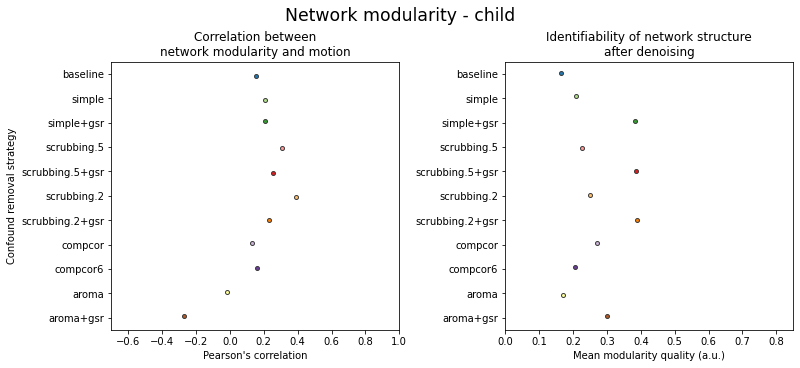 Network modularity - child
Correlation between
network modularity and motion
Confound removal strategy
baseline
simple
simple+gsr
scrubbing.5
scrubbing.5+gsr
scrubbing.2
scrubbing.2+gsr
compcor
compcor6
aroma
aroma+gsr
−0.6 −0.4 −0.2 0.0 0.2 0.4 0.6 0.8 1.0
Pearson's correlation
Identifiability of network structure
after denoising
baseline
simple
simple+gsr
scrubbing.5
scrubbing.5+gsr
scrubbing.2
scrubbing.2+gsr
compcor
compcor6
aroma
aroma+gsr
0.0 0.1 0.2 0.3 0.4 0.5 0.6 0.7 0.8
Mean modularity quality (a.u.)